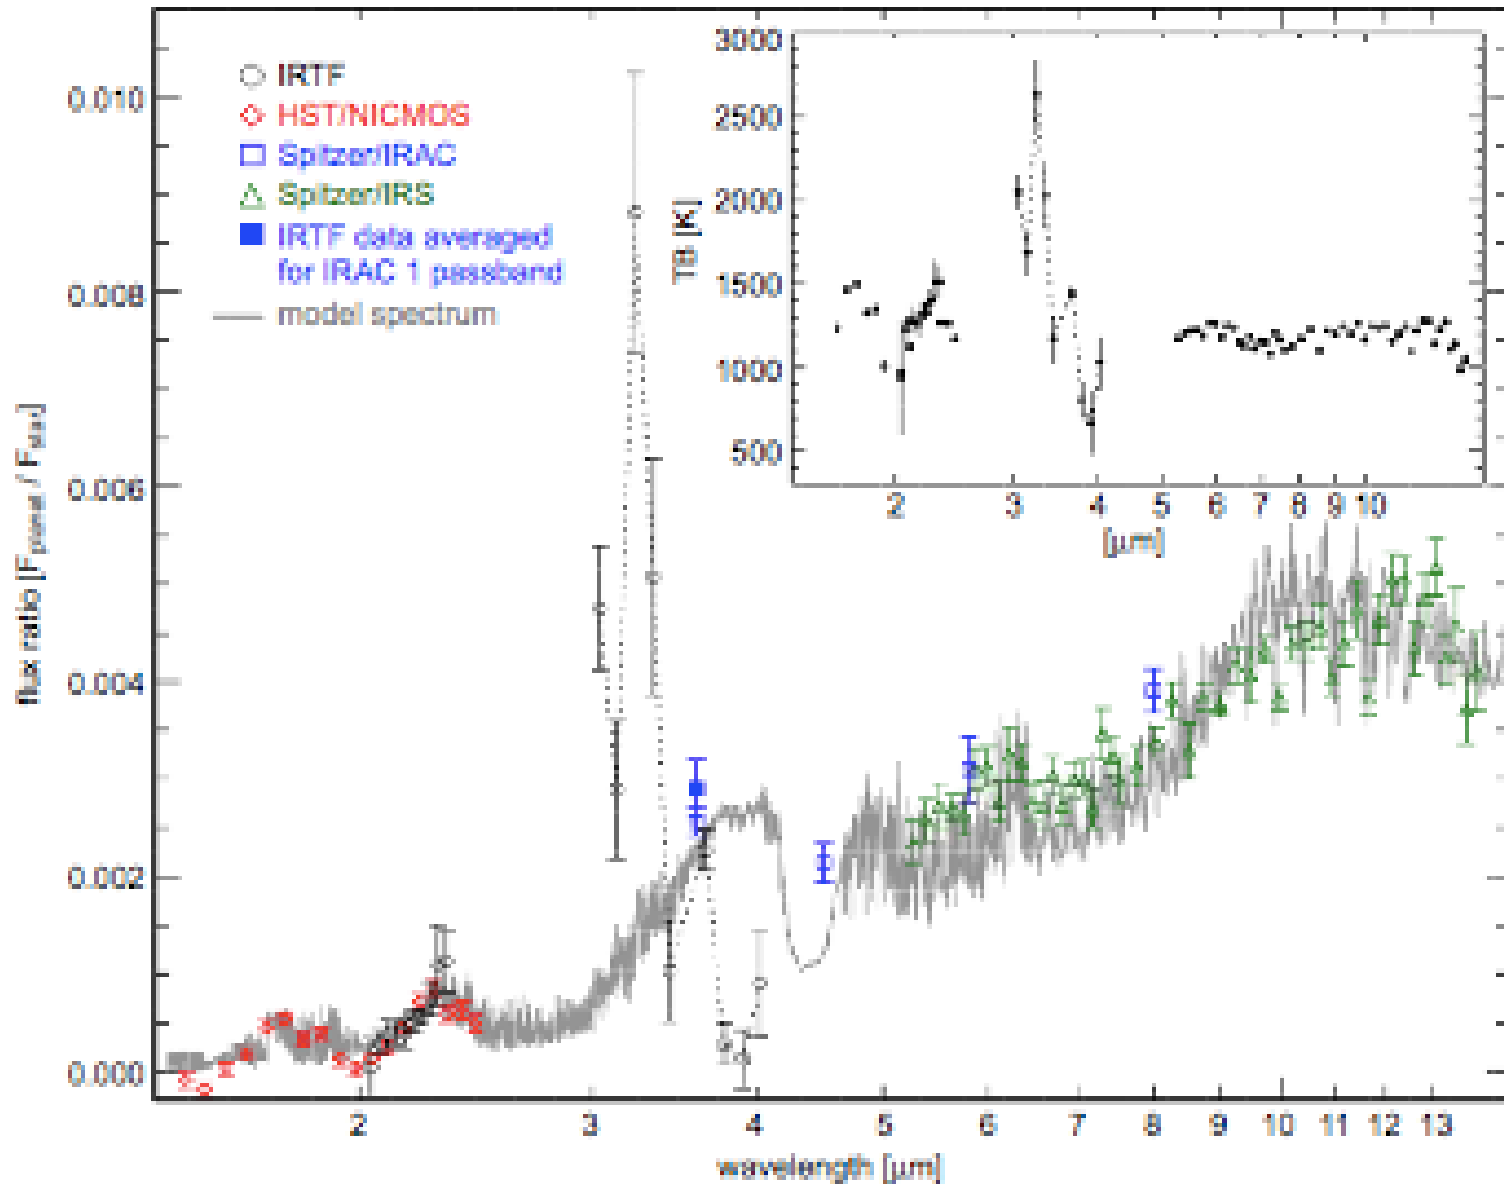 IRTF
HST/NICMOS
Spitzer/IRAC
Spitzer/IRS
IRTF data averaged
for IRAC 1 passband
model spectrum
flux ratio [F_planet / F_star]
0.010
0.008
0.006
0.004
0.002
0.000
2 3 4 5 6 7 8 9 10 11 12 13
wavelength [µm]
TB [K]
3000
2500
2000
1500
1000
500
2 3 4 5 6 7 8 9 10
[µm]